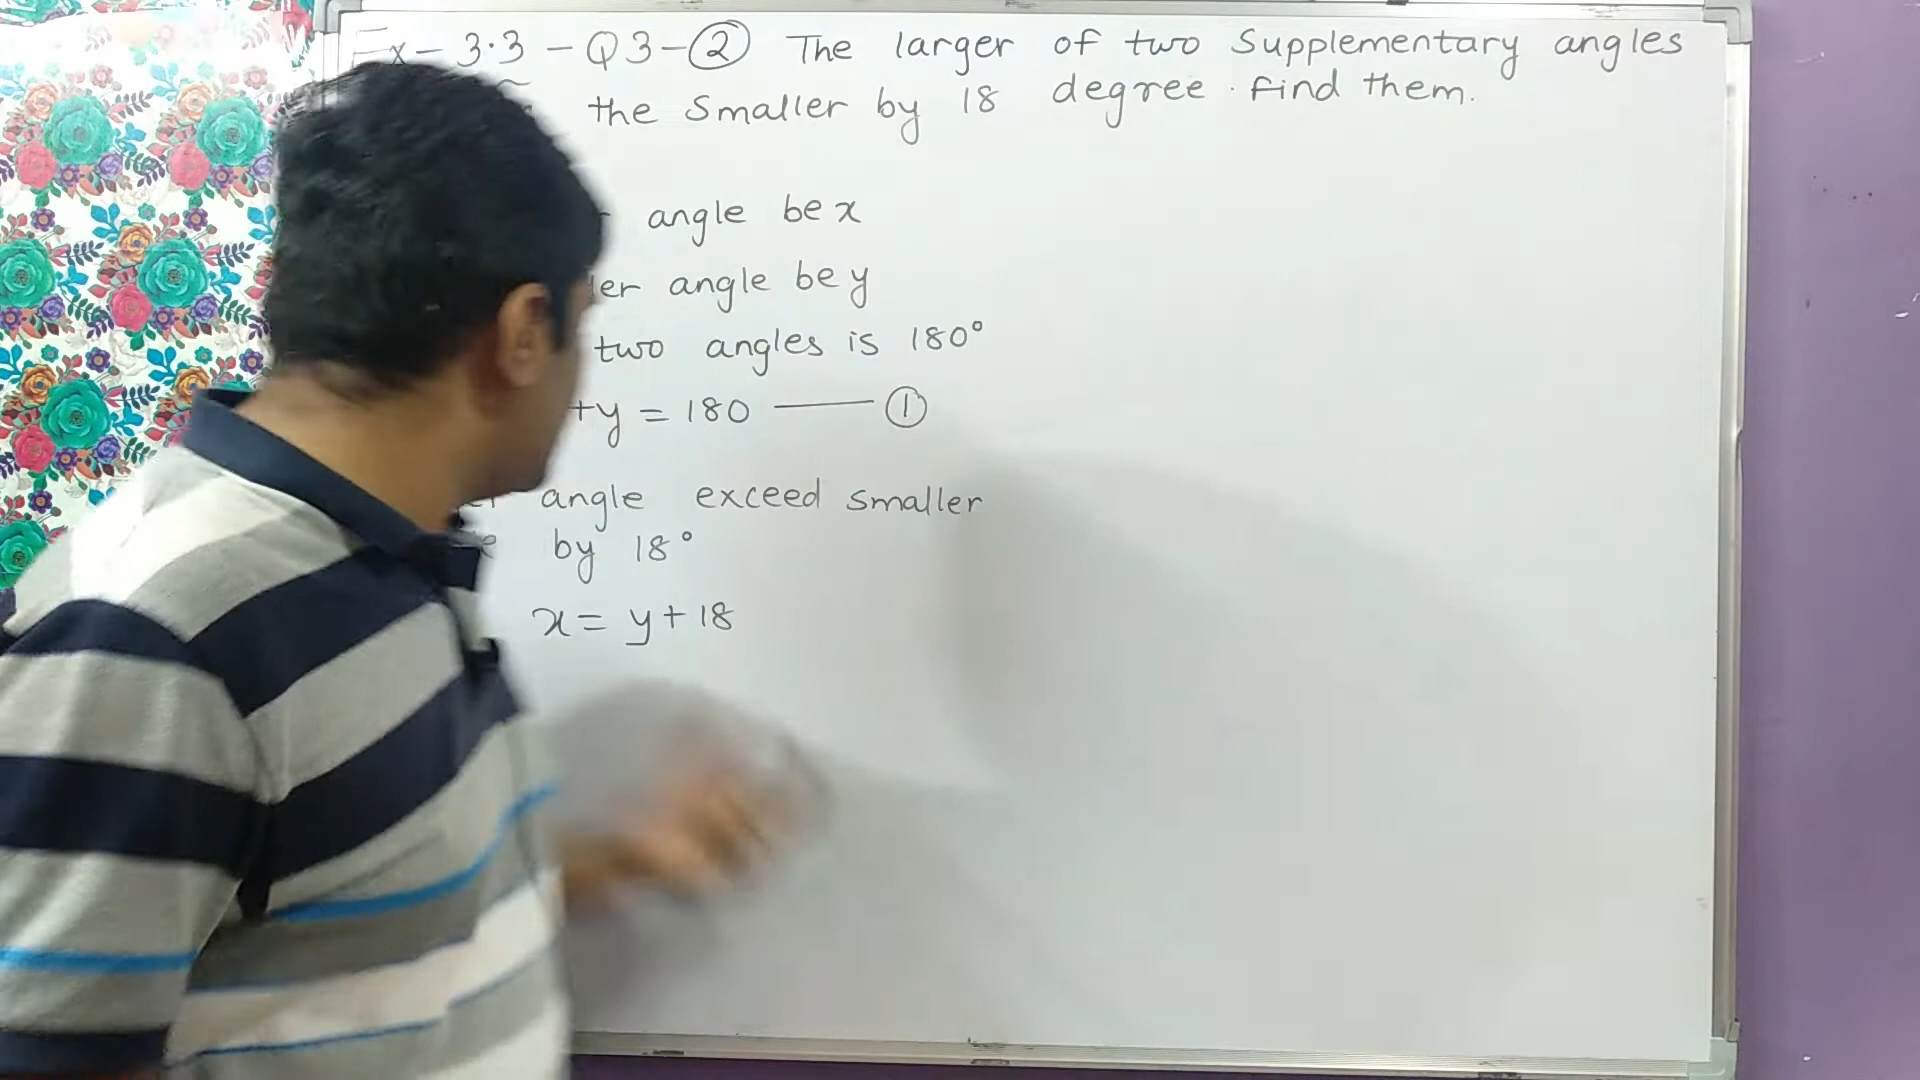 Ex - 3.3 - Q3 - ② The larger of two Supplementary angles
the Smaller by 18 degree. find them.
angle be x
angle be y
two angles is 180°
+y = 180 —— ①
angle exceed smaller
by 18°
x = y + 18